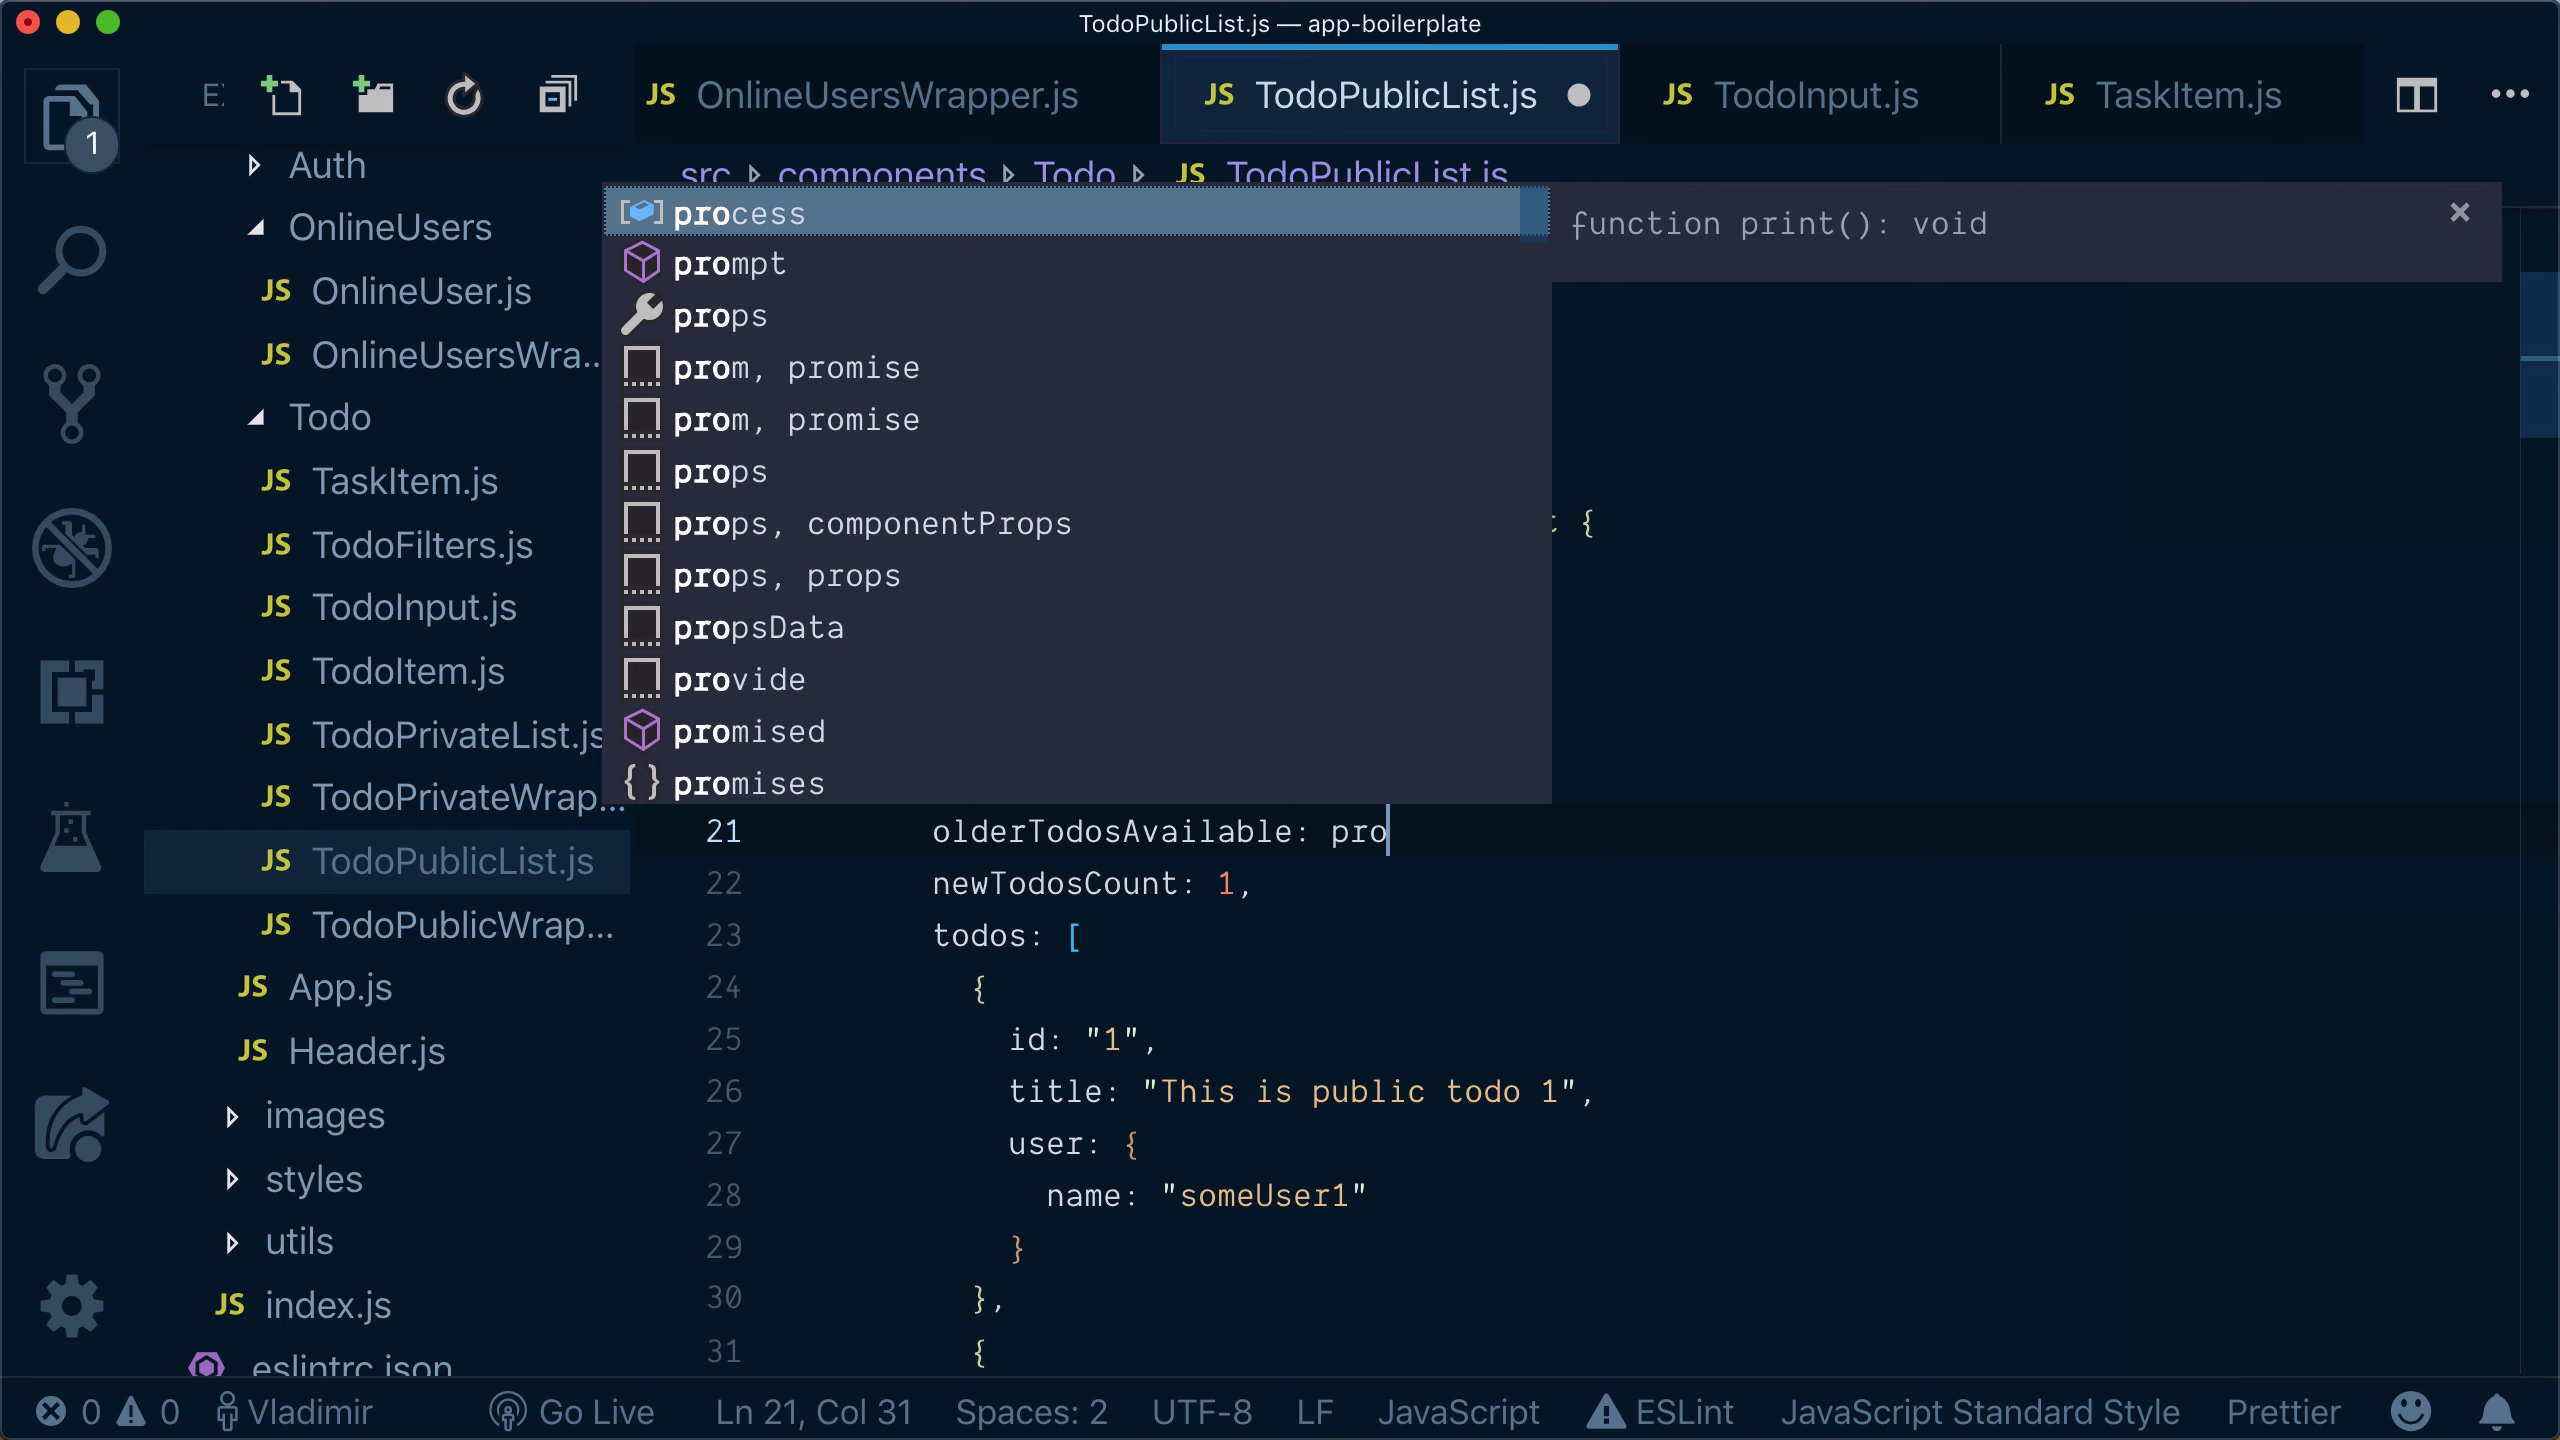 TodoPublicList.js — app-boilerplate
JS OnlineUsersWrapper.js
JS TodoPublicList.js
JS TodoInput.js
JS TaskItem.js
1
Auth
OnlineUsers
JS OnlineUser.js
JS OnlineUsersWra...
Todo
JS TaskItem.js
JS TodoFilters.js
JS TodoInput.js
JS TodoItem.js
JS TodoPrivateList.js
JS TodoPrivateWrap...
JS TodoPublicList.js
JS TodoPublicWrap...
JS App.js
JS Header.js
images
styles
utils
JS index.js
eslintrc.json
src components Todo JS TodoPublicList.js
process
prompt
props
prom, promise
prom, promise
props
props, componentProps
props, props
propsData
provide
promised
{} promises
function print(): void
{
21 olderTodosAvailable: pro
22 newTodosCount: 1,
23 todos: [
24 {
25 id: "1",
26 title: "This is public todo 1",
27 user: {
28 name: "someUser1"
29 }
30 },
31 {
0 0 Vladimir Go Live Ln 21, Col 31 Spaces: 2 UTF-8 LF JavaScript ESLint JavaScript Standard Style Prettier